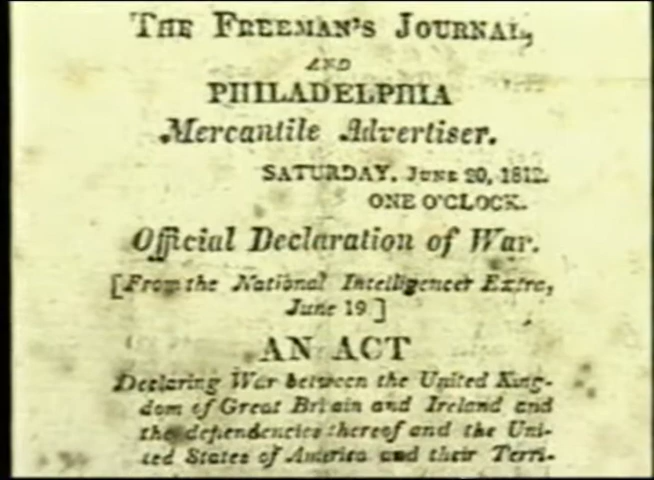 THE FREEMAN'S JOURNAL,
AND
PHILADELPHIA
Mercantile Advertiser.
SATURDAY, JUNE 20, 1812.
ONE O'CLOCK.
Official Declaration of War.
[From the National Intelligencer Extra,
June 19]
AN ACT
Declaring War between the United King-
dom of Great Britain and Ireland and
the dependencies thereof and the Uni-
ted States of America and their Terri-